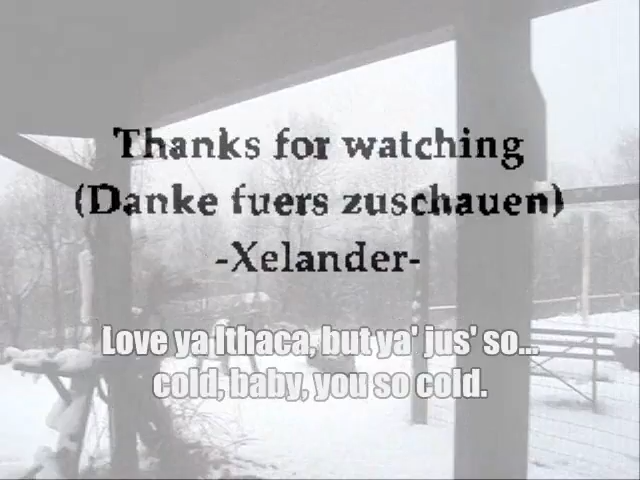 Thanks for watching
(Danke fuers zuschauen)
-Xelander-
Love ya Ithaca, but ya' jus' so...
cold, baby, you so cold.